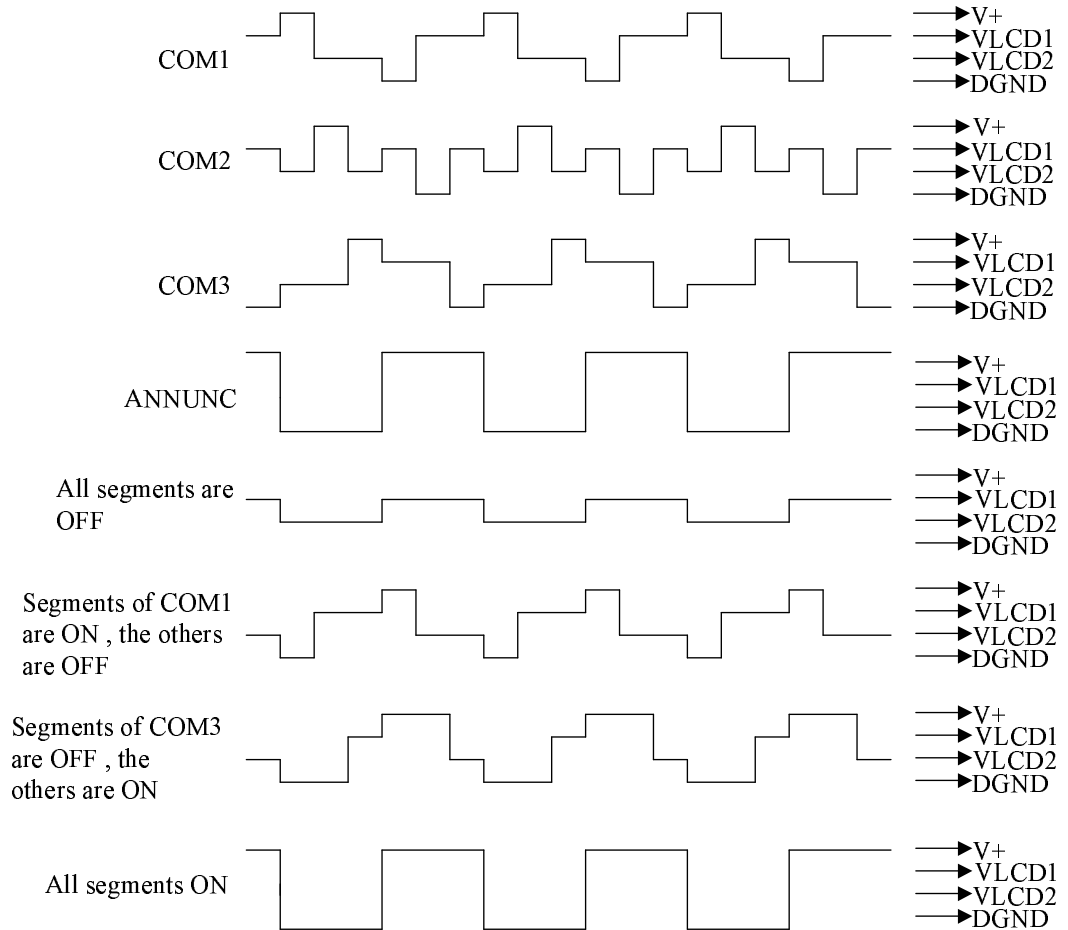 COM1
V+
VLCD1
VLCD2
DGND
COM2
V+
VLCD1
VLCD2
DGND
COM3
V+
VLCD1
VLCD2
DGND
ANNUNC
V+
VLCD1
VLCD2
DGND
All segments are
OFF
V+
VLCD1
VLCD2
DGND
Segments of COM1
are ON , the others
are OFF
V+
VLCD1
VLCD2
DGND
Segments of COM3
are OFF , the
others are ON
V+
VLCD1
VLCD2
DGND
All segments ON
V+
VLCD1
VLCD2
DGND